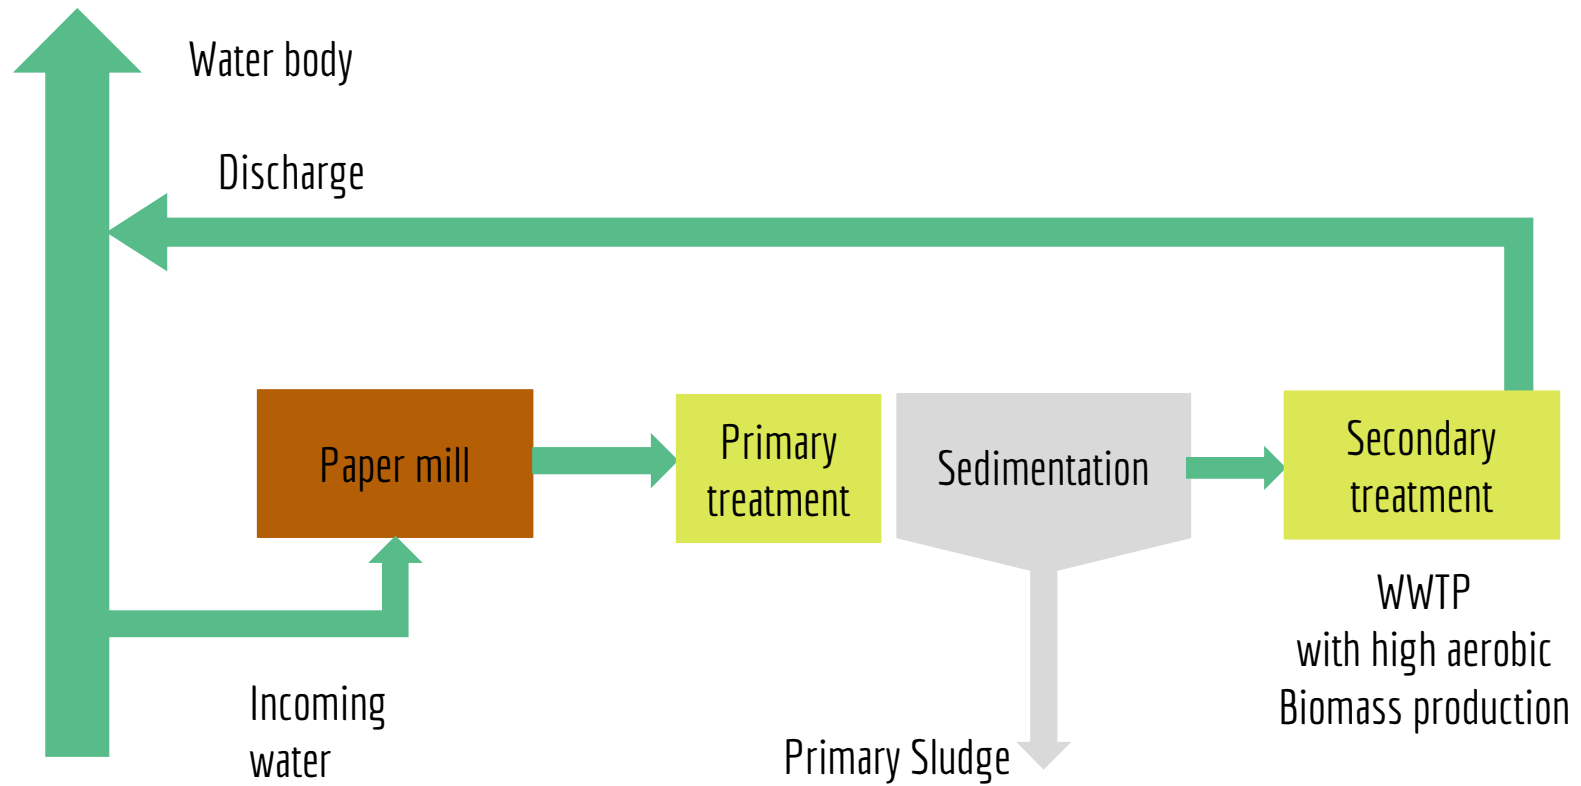 Water body
Discharge
Paper mill
Primary
treatment
Sedimentation
Secondary
treatment
WWTP
with high aerobic
Biomass production
Incoming
water
Primary Sludge